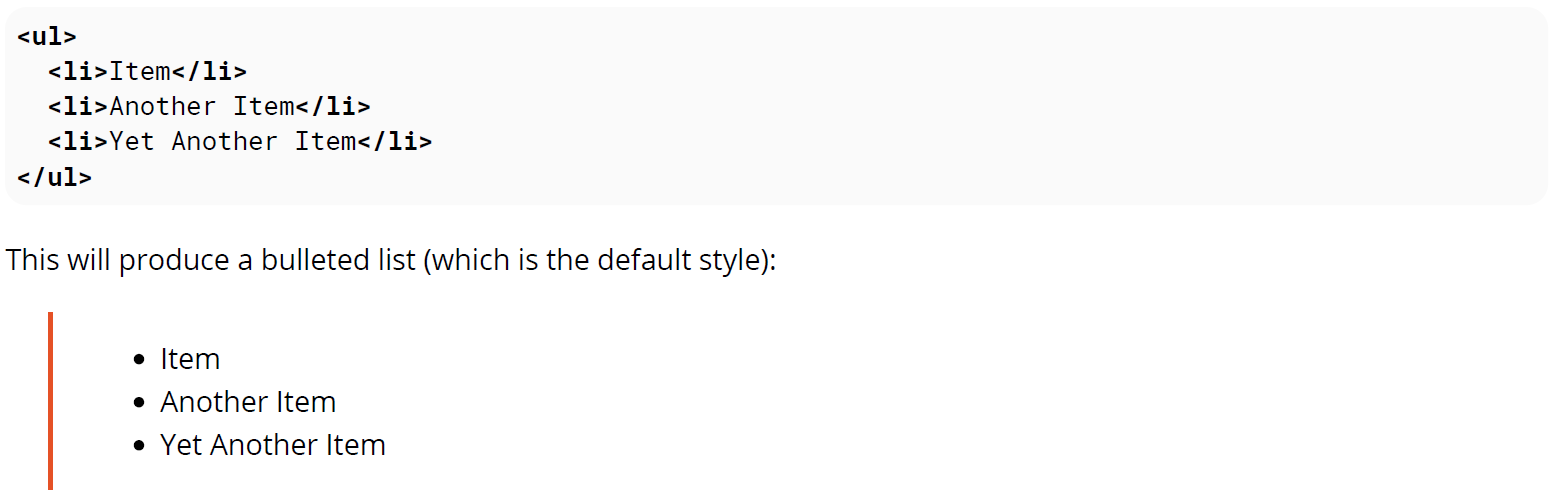 <ul>
  <li>Item</li>
  <li>Another Item</li>
  <li>Yet Another Item</li>
</ul>
This will produce a bulleted list (which is the default style):
• Item
• Another Item
• Yet Another Item